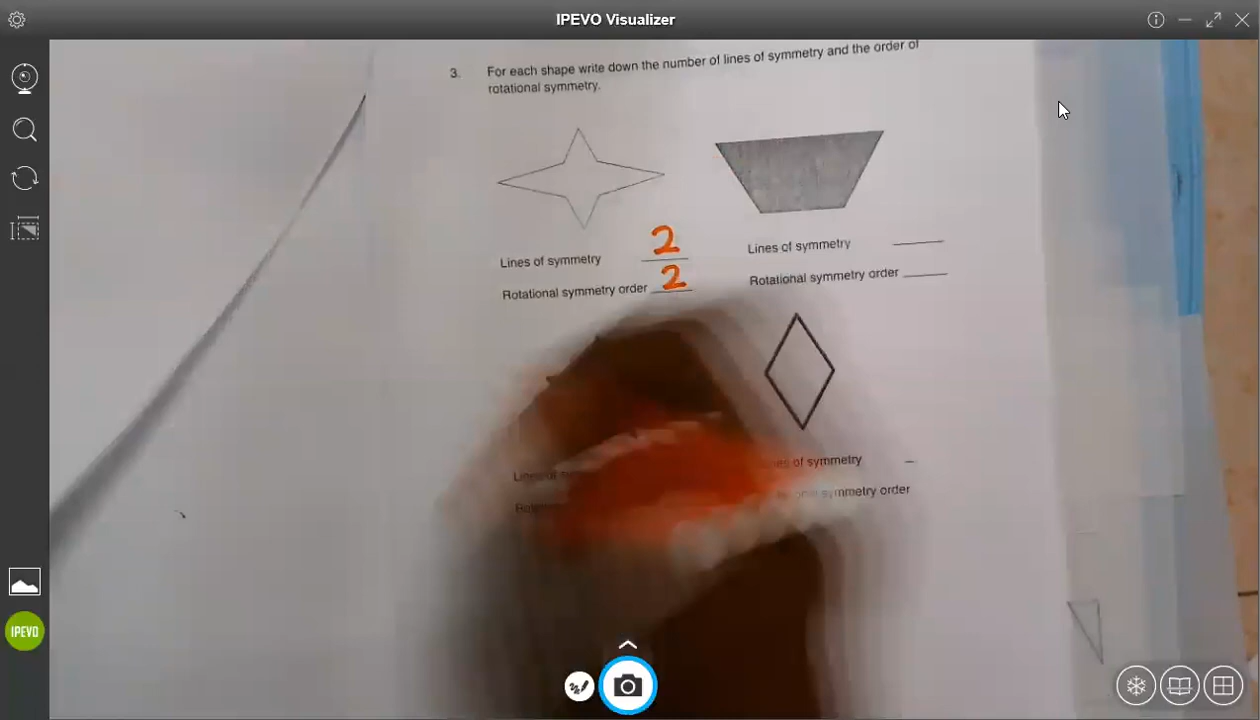 IPEVO Visualizer
3. For each shape write down the number of lines of symmetry and the order of
rotational symmetry.
Lines of symmetry 2
Rotational symmetry order 2
Lines of symmetry
Rotational symmetry order
Lines of
of symmetry
symmetry order
IPEVO